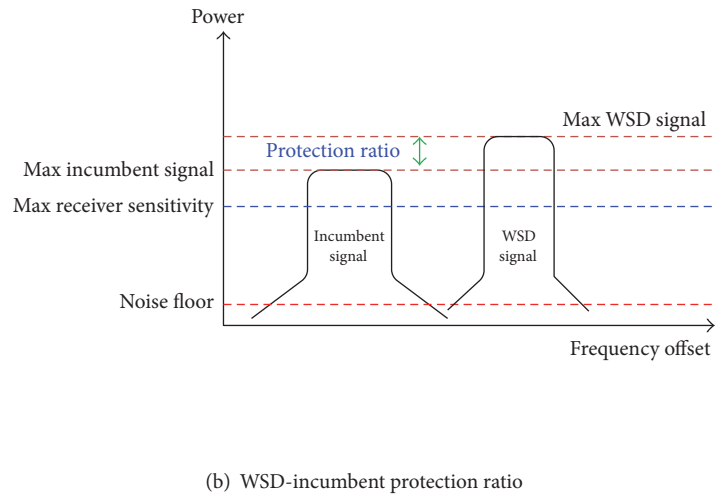 Power
Max WSD signal
Protection ratio
Max incumbent signal
Max receiver sensitivity
Incumbent
signal
WSD
signal
Noise floor
Frequency offset
(b) WSD-incumbent protection ratio